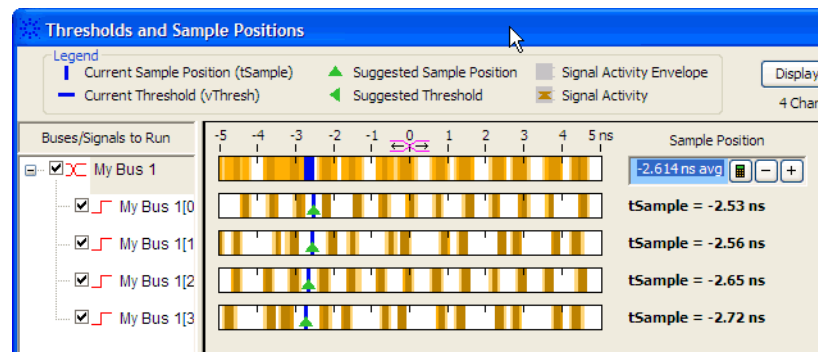 Thresholds and Sample Positions
Legend
Current Sample Position (tSample)
Suggested Sample Position
Signal Activity Envelope
Display
Current Threshold (vThresh)
Suggested Threshold
Signal Activity
4 Char
Buses/Signals to Run
-5 -4 -3 -2 -1 0 1 2 3 4 5 ns
Sample Position
My Bus 1
-2.614 ns avg
My Bus 1[0
tSample = -2.53 ns
My Bus 1[1
tSample = -2.56 ns
My Bus 1[2
tSample = -2.65 ns
My Bus 1[3
tSample = -2.72 ns